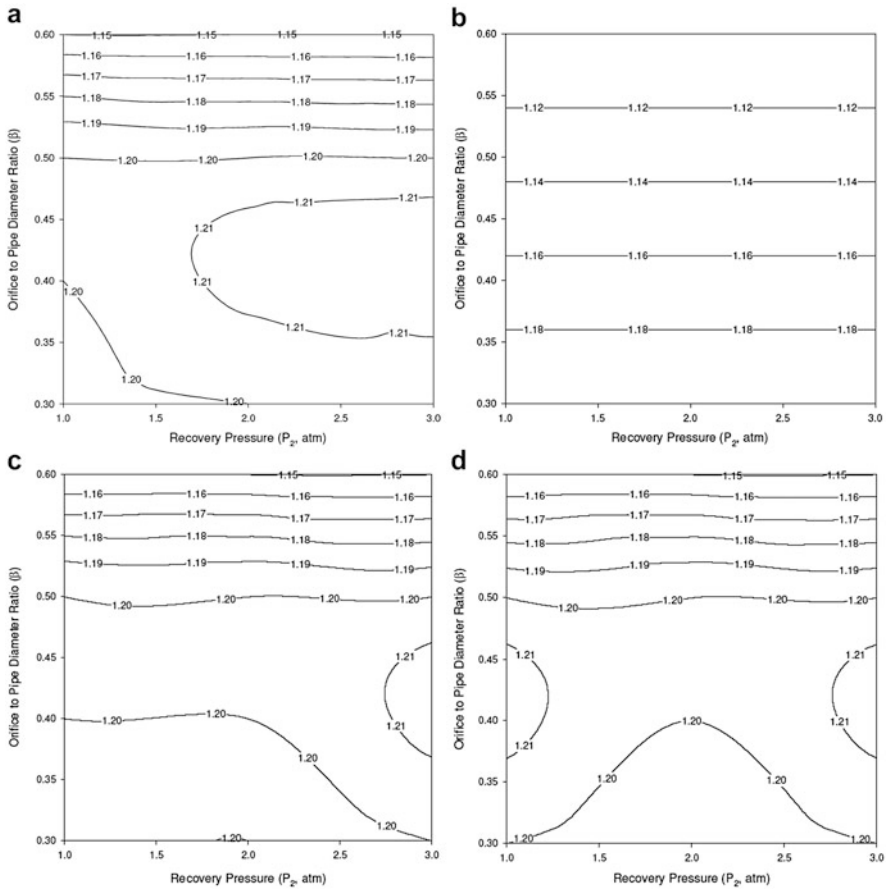 a
0.60
0.55
0.50
0.45
0.40
0.35
0.30
Orifice to Pipe Diameter Ratio (β)
1.15 1.15 1.15
1.16 1.16 1.16 1.16
1.17 1.17 1.17 1.17
1.18 1.18 1.18 1.18
1.19 1.19 1.19 1.19
1.20 1.20 1.20 1.20
1.21 1.21
1.21
1.21
1.20
1.21 1.21
1.20
1.20
1.0 1.5 2.0 2.5 3.0
Recovery Pressure (P2, atm)
b
0.60
0.55
0.50
0.45
0.40
0.35
0.30
Orifice to Pipe Diameter Ratio (β)
1.12 1.12 1.12 1.12
1.14 1.14 1.14 1.14
1.16 1.16 1.16 1.16
1.18 1.18 1.18 1.18
1.0 1.5 2.0 2.5 3.0
Recovery Pressure (P2, atm)
c
0.60
0.55
0.50
0.45
0.40
0.35
0.30
Orifice to Pipe Diameter Ratio (β)
1.15 1.15
1.16 1.16 1.16 1.16
1.17 1.17 1.17 1.17
1.18 1.18 1.18 1.18
1.19 1.19 1.19 1.19
1.20 1.20 1.20 1.20
1.21
1.20 1.20
1.21
1.20
1.20 1.20
1.0 1.5 2.0 2.5 3.0
Recovery Pressure (P2, atm)
d
0.60
0.55
0.50
0.45
0.40
0.35
0.30
Orifice to Pipe Diameter Ratio (β)
1.15 1.15
1.16 1.16 1.16 1.16
1.17 1.17 1.17 1.17
1.18 1.18 1.18 1.18
1.19 1.19 1.19 1.19
1.20 1.20 1.20 1.20
1.21 1.21
1.20
1.21 1.21
1.20 1.20
1.20 1.20
1.0 1.5 2.0 2.5 3.0
Recovery Pressure (P2, atm)